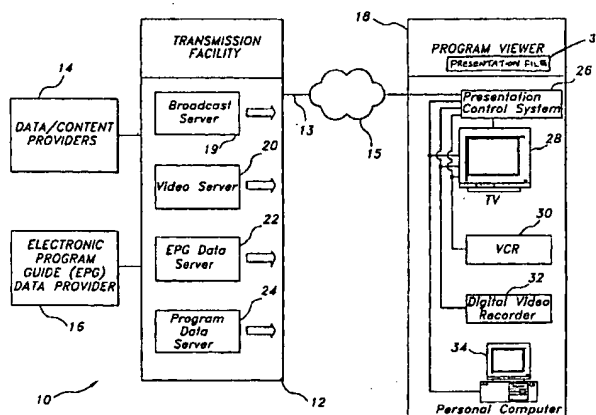 14
DATA/CONTENT
PROVIDERS
ELECTRONIC
PROGRAM
GUIDE (EPG)
DATA PROVIDER
16
10
TRANSMISSION
FACILITY
Broadcast
Server
19
20
Video Server
22
EPG Data
Server
24
Program
Data
Server
12
13
15
18
PROGRAM VIEWER
3
PRESENTATION FILE
26
Presentation
Control System
28
TV
30
VCR
32
Digital Video
Recorder
34
Personal Computer